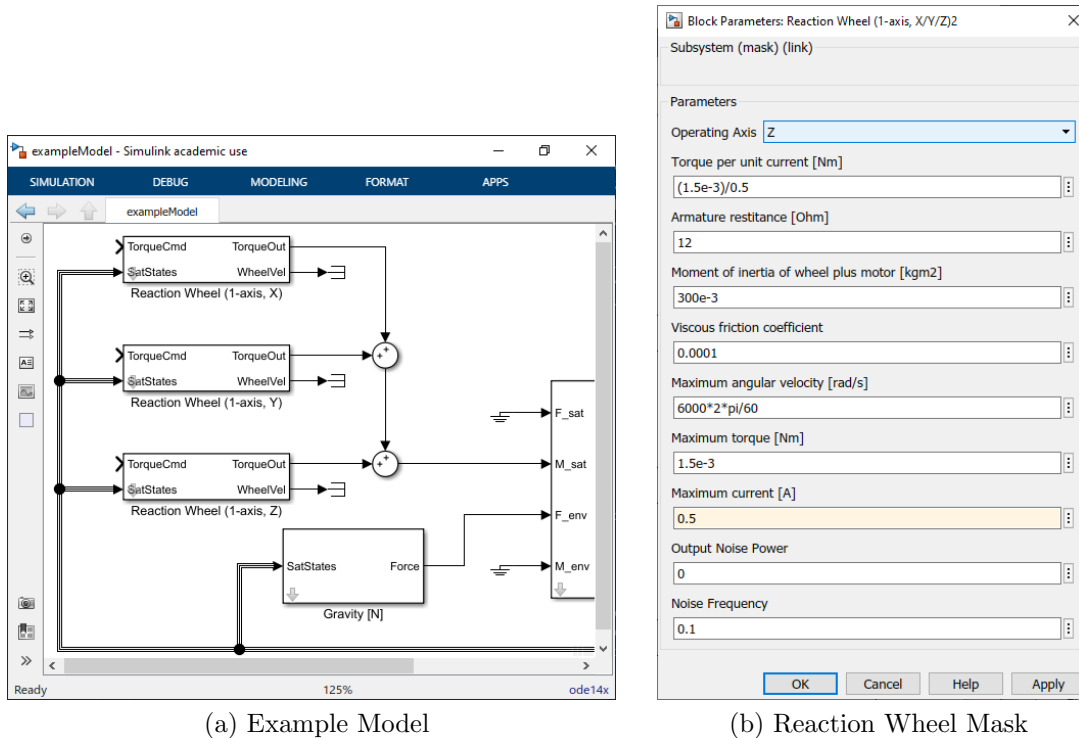 exampleModel - Simulink academic use
SIMULATION DEBUG MODELING FORMAT APPS
exampleModel
TorqueCmd TorqueOut
SatStates WheelVel
Reaction Wheel (1-axis, X)
TorqueCmd TorqueOut
SatStates WheelVel
Reaction Wheel (1-axis, Y)
TorqueCmd TorqueOut
SatStates WheelVel
Reaction Wheel (1-axis, Z)
F_sat
M_sat
F_env
M_env
SatStates Force
Gravity [N]
Ready 125% ode14x
(a) Example Model
Block Parameters: Reaction Wheel (1-axis, X/Y/Z)2
Subsystem (mask) (link)
Parameters
Operating Axis Z
Torque per unit current [Nm]
(1.5e-3)/0.5
Armature restitance [Ohm]
12
Moment of inertia of wheel plus motor [kgm2]
300e-3
Viscous friction coefficient
0.0001
Maximum angular velocity [rad/s]
6000*2*pi/60
Maximum torque [Nm]
1.5e-3
Maximum current [A]
0.5
Output Noise Power
0
Noise Frequency
0.1
OK Cancel Help Apply
(b) Reaction Wheel Mask